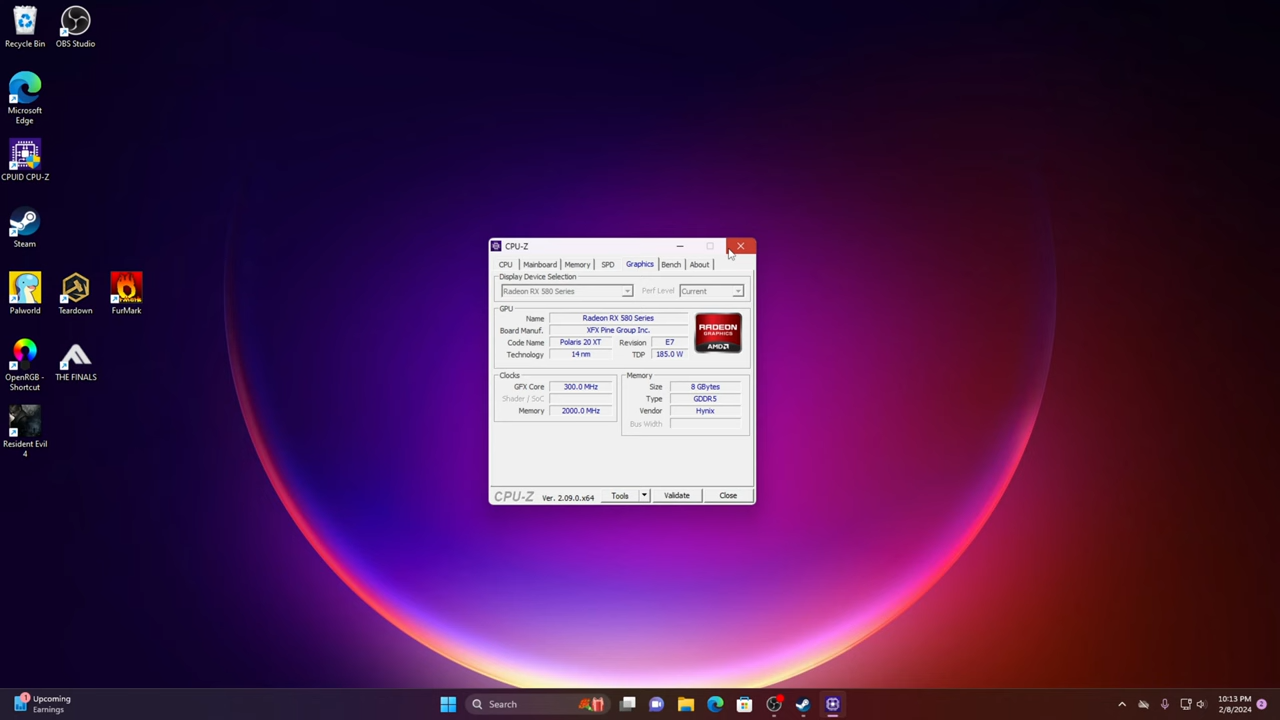 Recycle Bin
OBS Studio
Microsoft
Edge
CPUID CPU-Z
Steam
Palworld
Teardown
FurMark
OpenRGB -
Shortcut
THE FINALS
Resident Evil
4
CPU-Z
CPU
Mainboard
Memory
SPD
Graphics
Bench
About
Display Device Selection
Radeon RX 580 Series
Perf Level
Current
GPU
Name
Radeon RX 580 Series
Board Manuf.
XFX Pine Group Inc.
Code Name
Polaris 20 XT
Revision
E7
Technology
14 nm
TDP
185.0 W
RADEON
GRAPHICS
AMD
Clocks
GFX Core
300.0 MHz
Shader / SoC
Memory
2000.0 MHz
Memory
Size
8 GBytes
Type
GDDR5
Vendor
Hynix
Bus Width
CPU-Z
Ver. 2.09.0.x64
Tools
Validate
Close
1
Upcoming
Earnings
Search
10:13 PM
2/8/2024
2